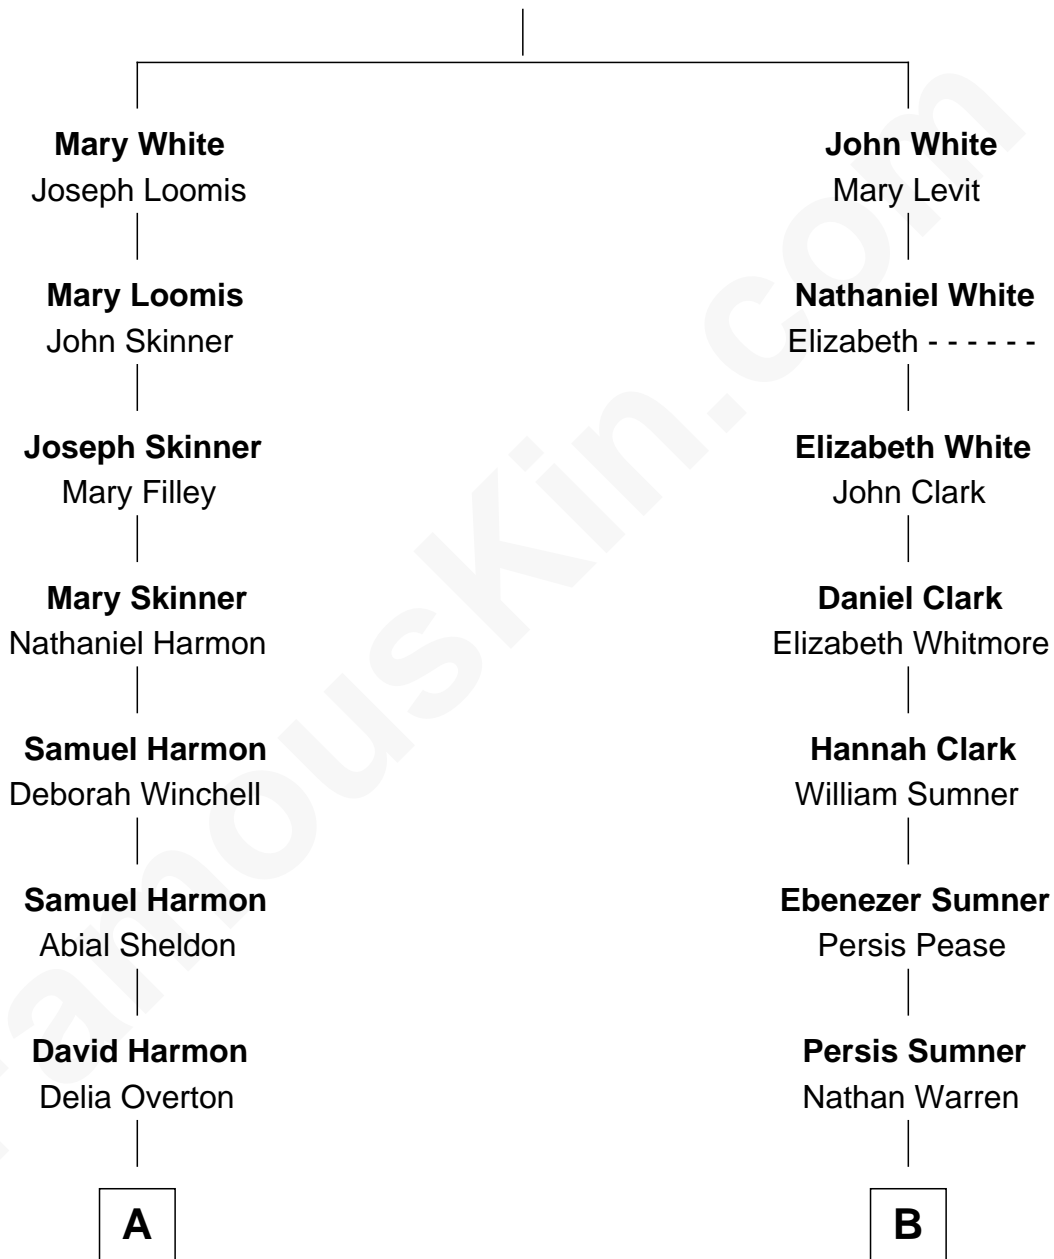 Mary White
Joseph Loomis
Mary Loomis
John Skinner
Joseph Skinner
Mary Filley
Mary Skinner
Nathaniel Harmon
Samuel Harmon
Deborah Winchell
Samuel Harmon
Abial Sheldon
David Harmon
Delia Overton
A
John White
Mary Levit
Nathaniel White
Elizabeth - - - - - -
Elizabeth White
John Clark
Daniel Clark
Elizabeth Whitmore
Hannah Clark
William Sumner
Ebenezer Sumner
Persis Pease
Persis Sumner
Nathan Warren
B
FamousKin.com